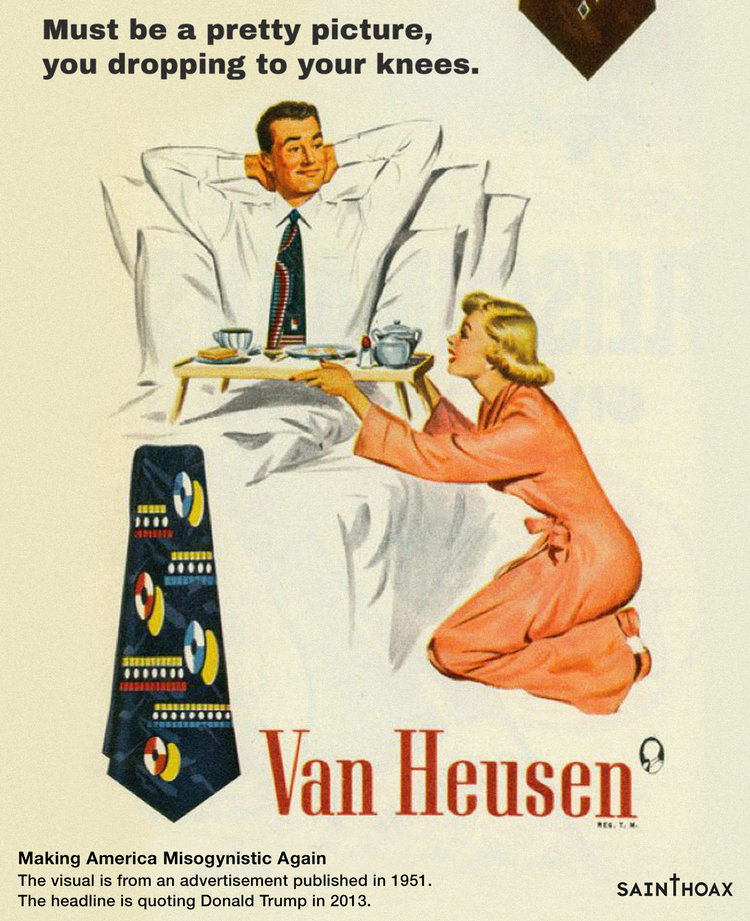 Must be a pretty picture,
you dropping to your knees.
Van Heusen
REG. T. M.
Making America Misogynistic Again
The visual is from an advertisement published in 1951.
The headline is quoting Donald Trump in 2013.
SAINTHOAX